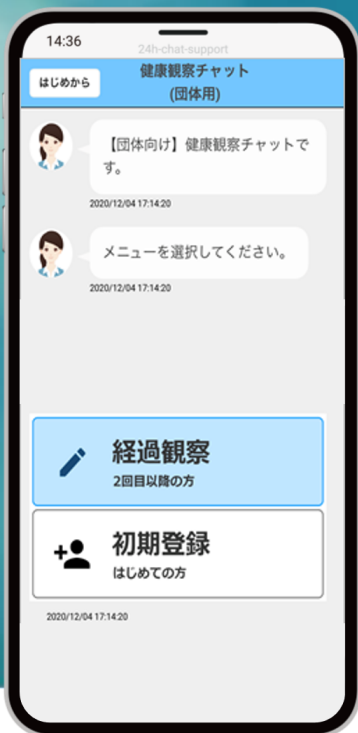 14:36
24h-chat-support
はじめから
健康観察チャット
(団体用)
【団体向け】健康観察チャットで
す。
2020/12/04 17:14:20
メニューを選択してください。
2020/12/04 17:14:20
経過観察
2回目以降の方
初期登録
はじめての方
2020/12/04 17:14:20